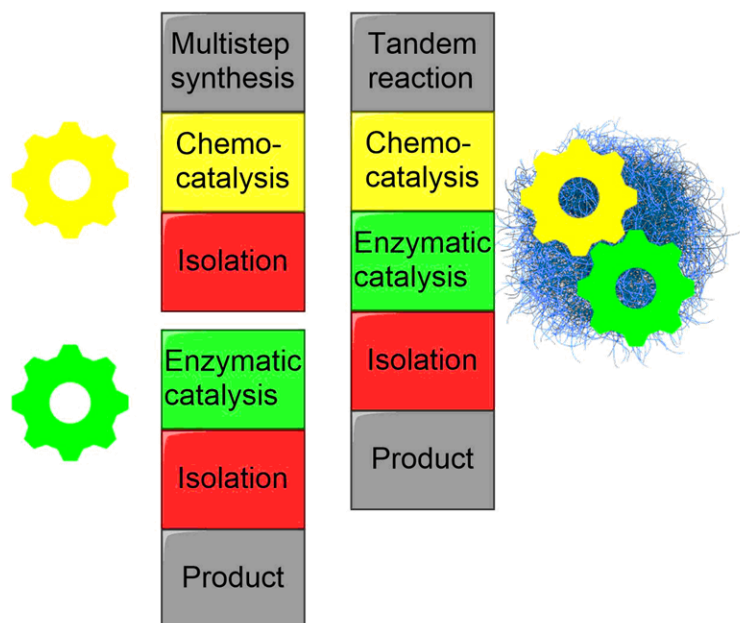 Multistep
synthesis
Chemo-
catalysis
Isolation
Enzymatic
catalysis
Isolation
Product
Tandem
reaction
Chemo-
catalysis
Enzymatic
catalysis
Isolation
Product